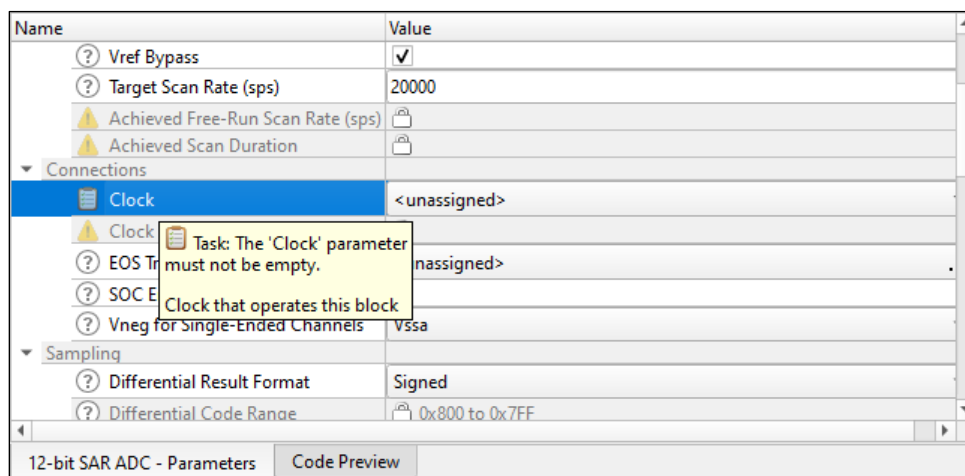 Name Value
Vref Bypass
Target Scan Rate (sps) 20000
Achieved Free-Run Scan Rate (sps)
Achieved Scan Duration
Connections
Clock <unassigned>
Clock
Task: The 'Clock' parameter
must not be empty.
Clock that operates this block
EOS Tr nassigned>
SOC E
Vneg for Single-Ended Channels Vssa
Sampling
Differential Result Format Signed
Differential Code Range 0x800 to 0x7FF
12-bit SAR ADC - Parameters Code Preview